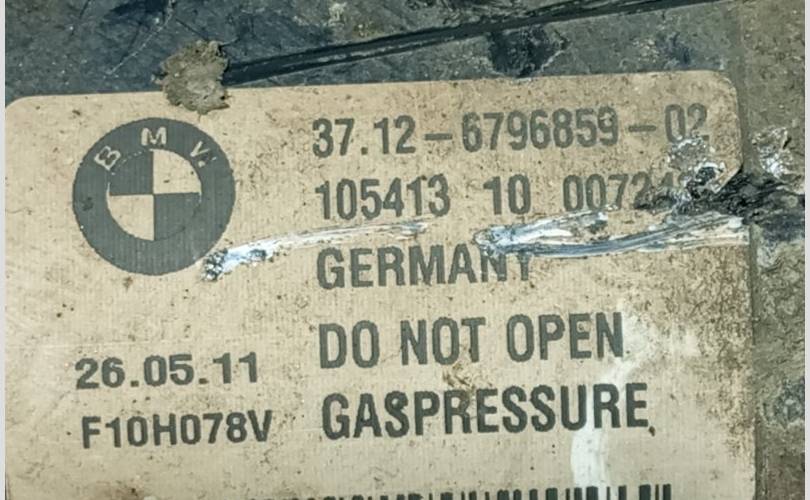 BMW
37.12-6796859-02
105413 10
GERMANY
DO NOT OPEN
26.05.11
GASPRESSURE
F10H078V